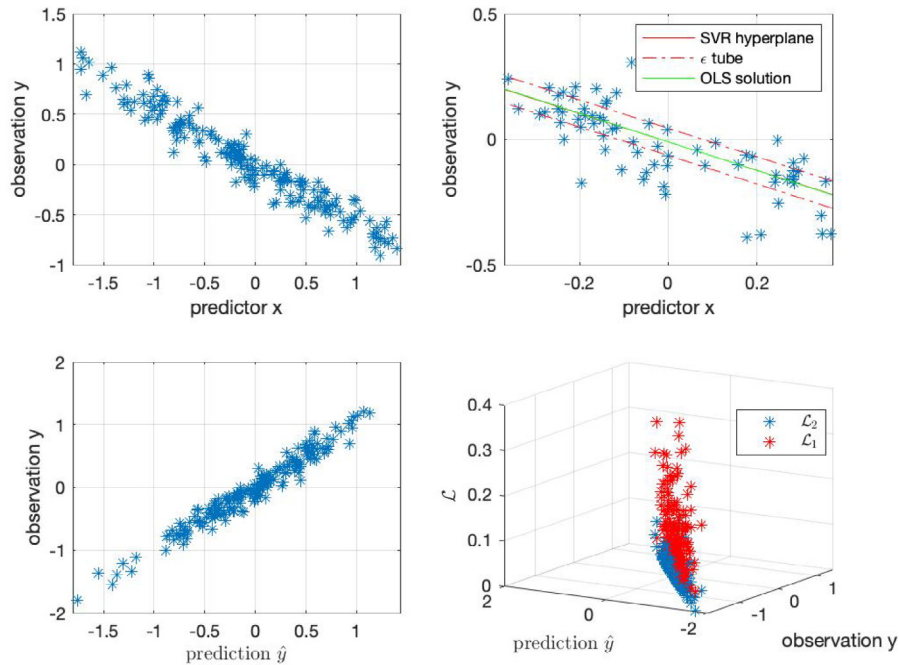 1.5
1
0.5
0
-0.5
-1
observation y
-1.5 -1 -0.5 0 0.5 1
predictor x
0.5
0
-0.5
observation y
-0.2 0 0.2
predictor x
SVR hyperplane
ϵ tube
OLS solution
2
1
0
-1
-2
observation y
-1.5 -1 -0.5 0 0.5 1
prediction ŷ
0.4
0.3
0.2
0.1
0
ℒ
2 0 -2
prediction ŷ
-1 0 1
observation y
ℒ₂
ℒ₁